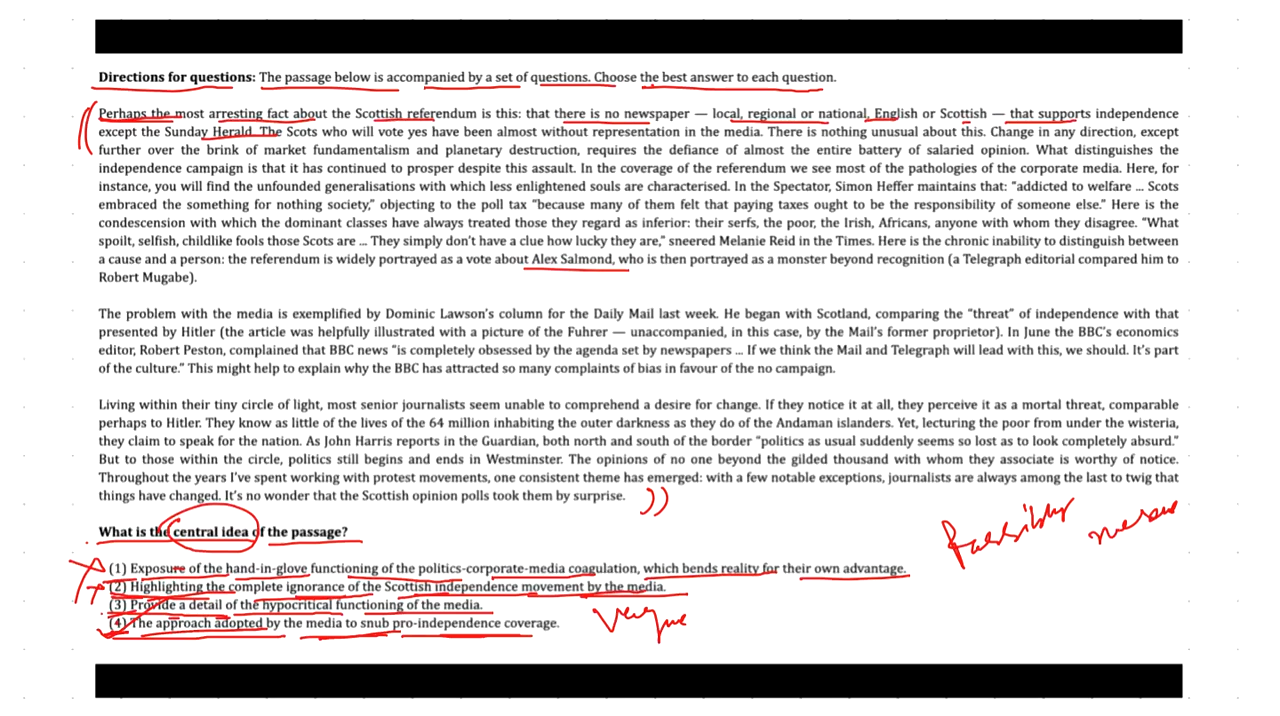 Directions for questions: The passage below is accompanied by a set of questions. Choose the best answer to each question.
Perhaps the most arresting fact about the Scottish referendum is this: that there is no newspaper — local, regional or national, English or Scottish — that supports independence
except the Sunday Herald. The Scots who will vote yes have been almost without representation in the media. There is nothing unusual about this. Change in any direction, except
further over the brink of market fundamentalism and planetary destruction, requires the defiance of almost the entire battery of salaried opinion. What distinguishes the
independence campaign is that it has continued to prosper despite this assault. In the coverage of the referendum we see most of the pathologies of the corporate media. Here, for
instance, you will find the unfounded generalisations with which less enlightened souls are characterised. In the Spectator, Simon Heffer maintains that: "addicted to welfare ... Scots
embraced the something for nothing society," objecting to the poll tax "because many of them felt that paying taxes ought to be the responsibility of someone else." Here is the
condescension with which the dominant classes have always treated those they regard as inferior: their serfs, the poor, the Irish, Africans, anyone with whom they disagree. "What
spoilt, selfish, childlike fools those Scots are ... They simply don't have a clue how lucky they are," sneered Melanie Reid in the Times. Here is the chronic inability to distinguish between
a cause and a person: the referendum is widely portrayed as a vote about Alex Salmond, who is then portrayed as a monster beyond recognition (a Telegraph editorial compared him to
Robert Mugabe).
The problem with the media is exemplified by Dominic Lawson's column for the Daily Mail last week. He began with Scotland, comparing the "threat" of independence with that
presented by Hitler (the article was helpfully illustrated with a picture of the Fuhrer — unaccompanied, in this case, by the Mail's former proprietor). In June the BBC's economics
editor, Robert Peston, complained that BBC news "is completely obsessed by the agenda set by newspapers ... If we think the Mail and Telegraph will lead with this, we should. It's part
of the culture." This might help to explain why the BBC has attracted so many complaints of bias in favour of the no campaign.
Living within their tiny circle of light, most senior journalists seem unable to comprehend a desire for change. If they notice it at all, they perceive it as a mortal threat, comparable
perhaps to Hitler. They know as little of the lives of the 64 million inhabiting the outer darkness as they do of the Andaman islanders. Yet, lecturing the poor from under the wisteria,
they claim to speak for the nation. As John Harris reports in the Guardian, both north and south of the border "politics as usual suddenly seems so lost as to look completely absurd."
But to those within the circle, politics still begins and ends in Westminster. The opinions of no one beyond the gilded thousand with whom they associate is worthy of notice.
Throughout the years I've spent working with protest movements, one consistent theme has emerged: with a few notable exceptions, journalists are always among the last to twig that
things have changed. It's no wonder that the Scottish opinion polls took them by surprise.
What is the central idea of the passage?
(1) Exposure of the hand-in-glove functioning of the politics-corporate-media coagulation, which bends reality for their own advantage.
(2) Highlighting the complete ignorance of the Scottish independence movement by the media.
(3) Provide a detail of the hypocritical functioning of the media.
(4) The approach adopted by the media to snub pro-independence coverage.